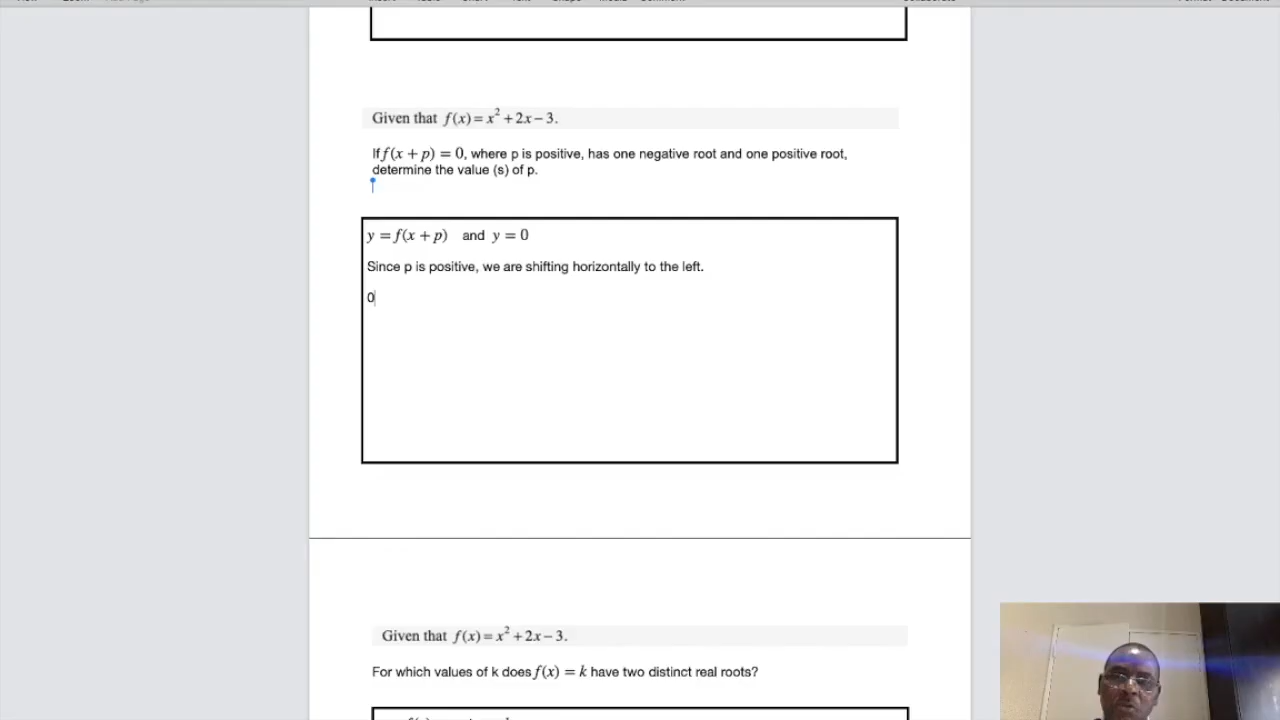 Given that f(x) = x² + 2x − 3.
If f(x + p) = 0, where p is positive, has one negative root and one positive root,
determine the value (s) of p.
y = f(x + p) and y = 0
Since p is positive, we are shifting horizontally to the left.
0
Given that f(x) = x² + 2x − 3.
For which values of k does f(x) = k have two distinct real roots?